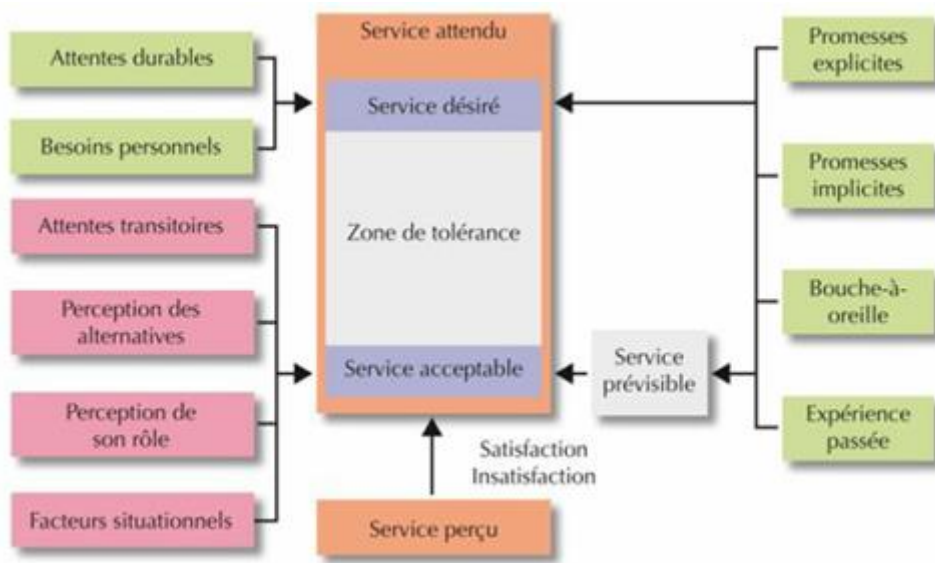 Attentes durables
Besoins personnels
Attentes transitoires
Perception des
alternatives
Perception de
son rôle
Facteurs situationnels
Service attendu
Service désiré
Zone de tolérance
Service acceptable
Satisfaction
Insatisfaction
Service perçu
Service
prévisible
Promesses
explicites
Promesses
implicites
Bouche-à-
oreille
Expérience
passée